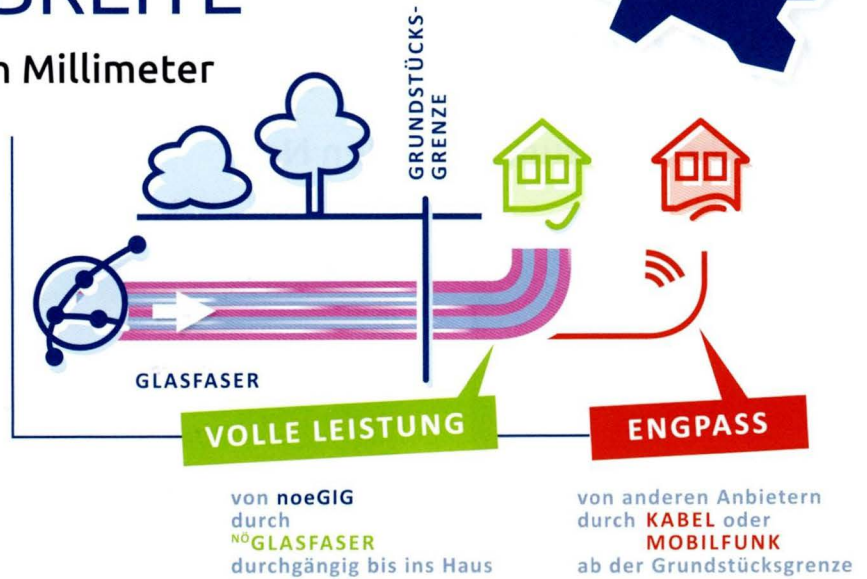 Millimeter
GRUNDSTÜCKS-
GRENZE
GLASFASER
VOLLE LEISTUNG
ENGPASS
von noeGIG
durch
NÖGLASFASER
durchgängig bis ins Haus
von anderen Anbietern
durch KABEL oder
MOBILFUNK
ab der Grundstücksgrenze